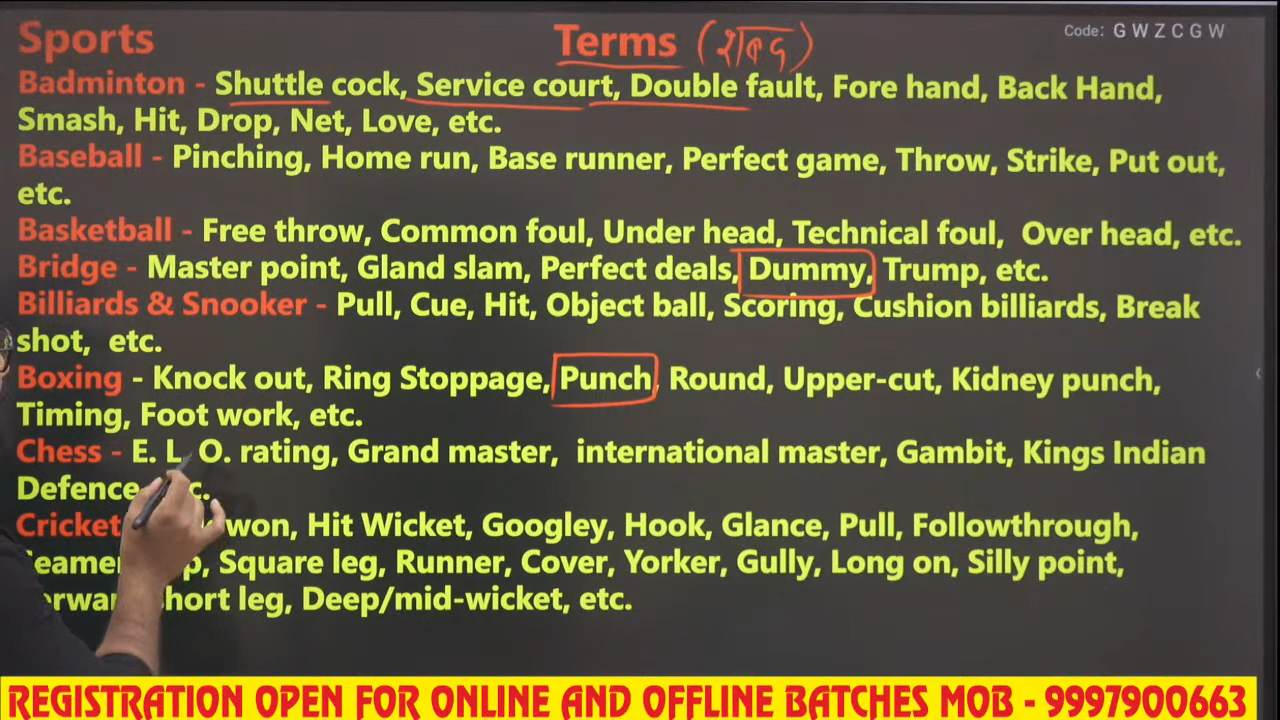 Sports Terms (शब्द) Code: G W Z C G W
Badminton - Shuttle cock, Service court, Double fault, Fore hand, Back Hand,
Smash, Hit, Drop, Net, Love, etc.
Baseball - Pinching, Home run, Base runner, Perfect game, Throw, Strike, Put out,
etc.
Basketball - Free throw, Common foul, Under head, Technical foul, Over head, etc.
Bridge - Master point, Gland slam, Perfect deals, Dummy, Trump, etc.
Billiards & Snooker - Pull, Cue, Hit, Object ball, Scoring, Cushion billiards, Break
shot, etc.
Boxing - Knock out, Ring Stoppage, Punch, Round, Upper-cut, Kidney punch,
Timing, Foot work, etc.
Chess - E. L. O. rating, Grand master, international master, Gambit, Kings Indian
Defence
Cricket won, Hit Wicket, Googley, Hook, Glance, Pull, Followthrough,
Square leg, Runner, Cover, Yorker, Gully, Long on, Silly point,
leg, Deep/mid-wicket, etc.
REGISTRATION OPEN FOR ONLINE AND OFFLINE BATCHES MOB - 9997900663